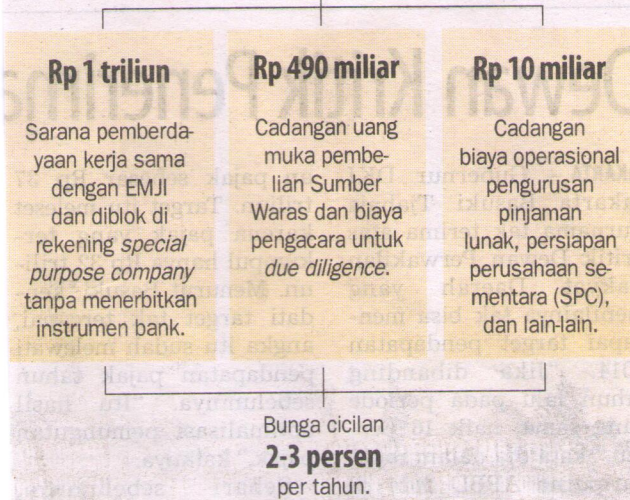 Rp 1 triliun
Sarana pemberda-
yaan kerja sama
dengan EMJI
dan diblok di
rekening special
purpose company
tanpa menerbitkan
instrumen bank.
Rp 490 miliar
Cadangan uang
muka pembe-
lian Sumber
Waras dan biaya
pengacara untuk
due diligence.
Rp 10 miliar
Cadangan
biaya operasional
pengurusan
pinjaman
lunak, persiapan
perusahaan se-
mentara (SPC),
dan lain-lain.
Bunga cicilan
2-3 persen
per tahun.